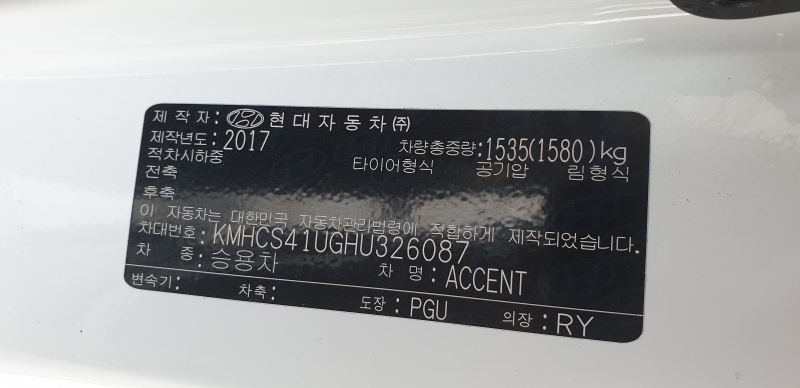 제 작 자 : 현대자동차㈜
제작년도 : 2017 차량총중량 : 1535(1580)kg
적차시하중 타이어형식 공기압 림형식
전축
후축
이 자동차는 대한민국 자동차관리법령에 적합하게 제작되었습니다.
차대번호 : KMHCS41UGHU326087
차 종 : 승용차 차 명 : ACCENT
변속기 : 차축 : 도장 : PGU 의장 : RY